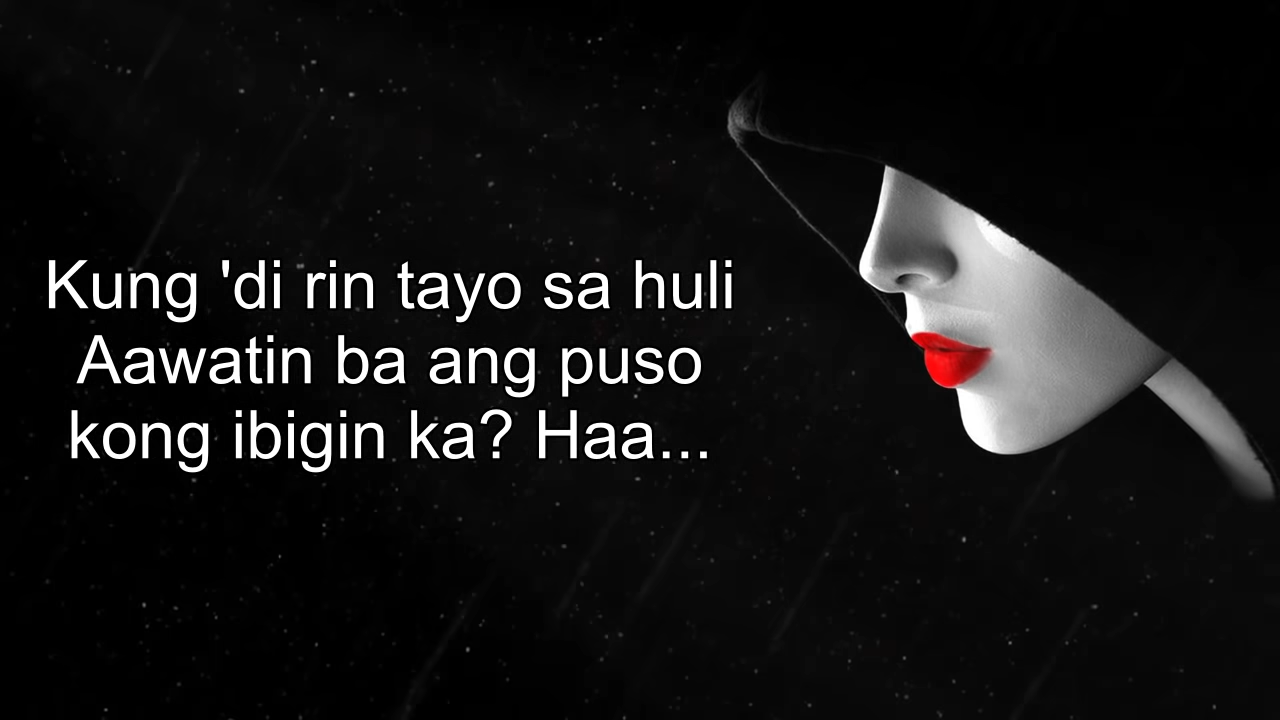 Kung 'di rin tayo sa huli
Aawatin ba ang puso
kong ibigin ka? Haa...